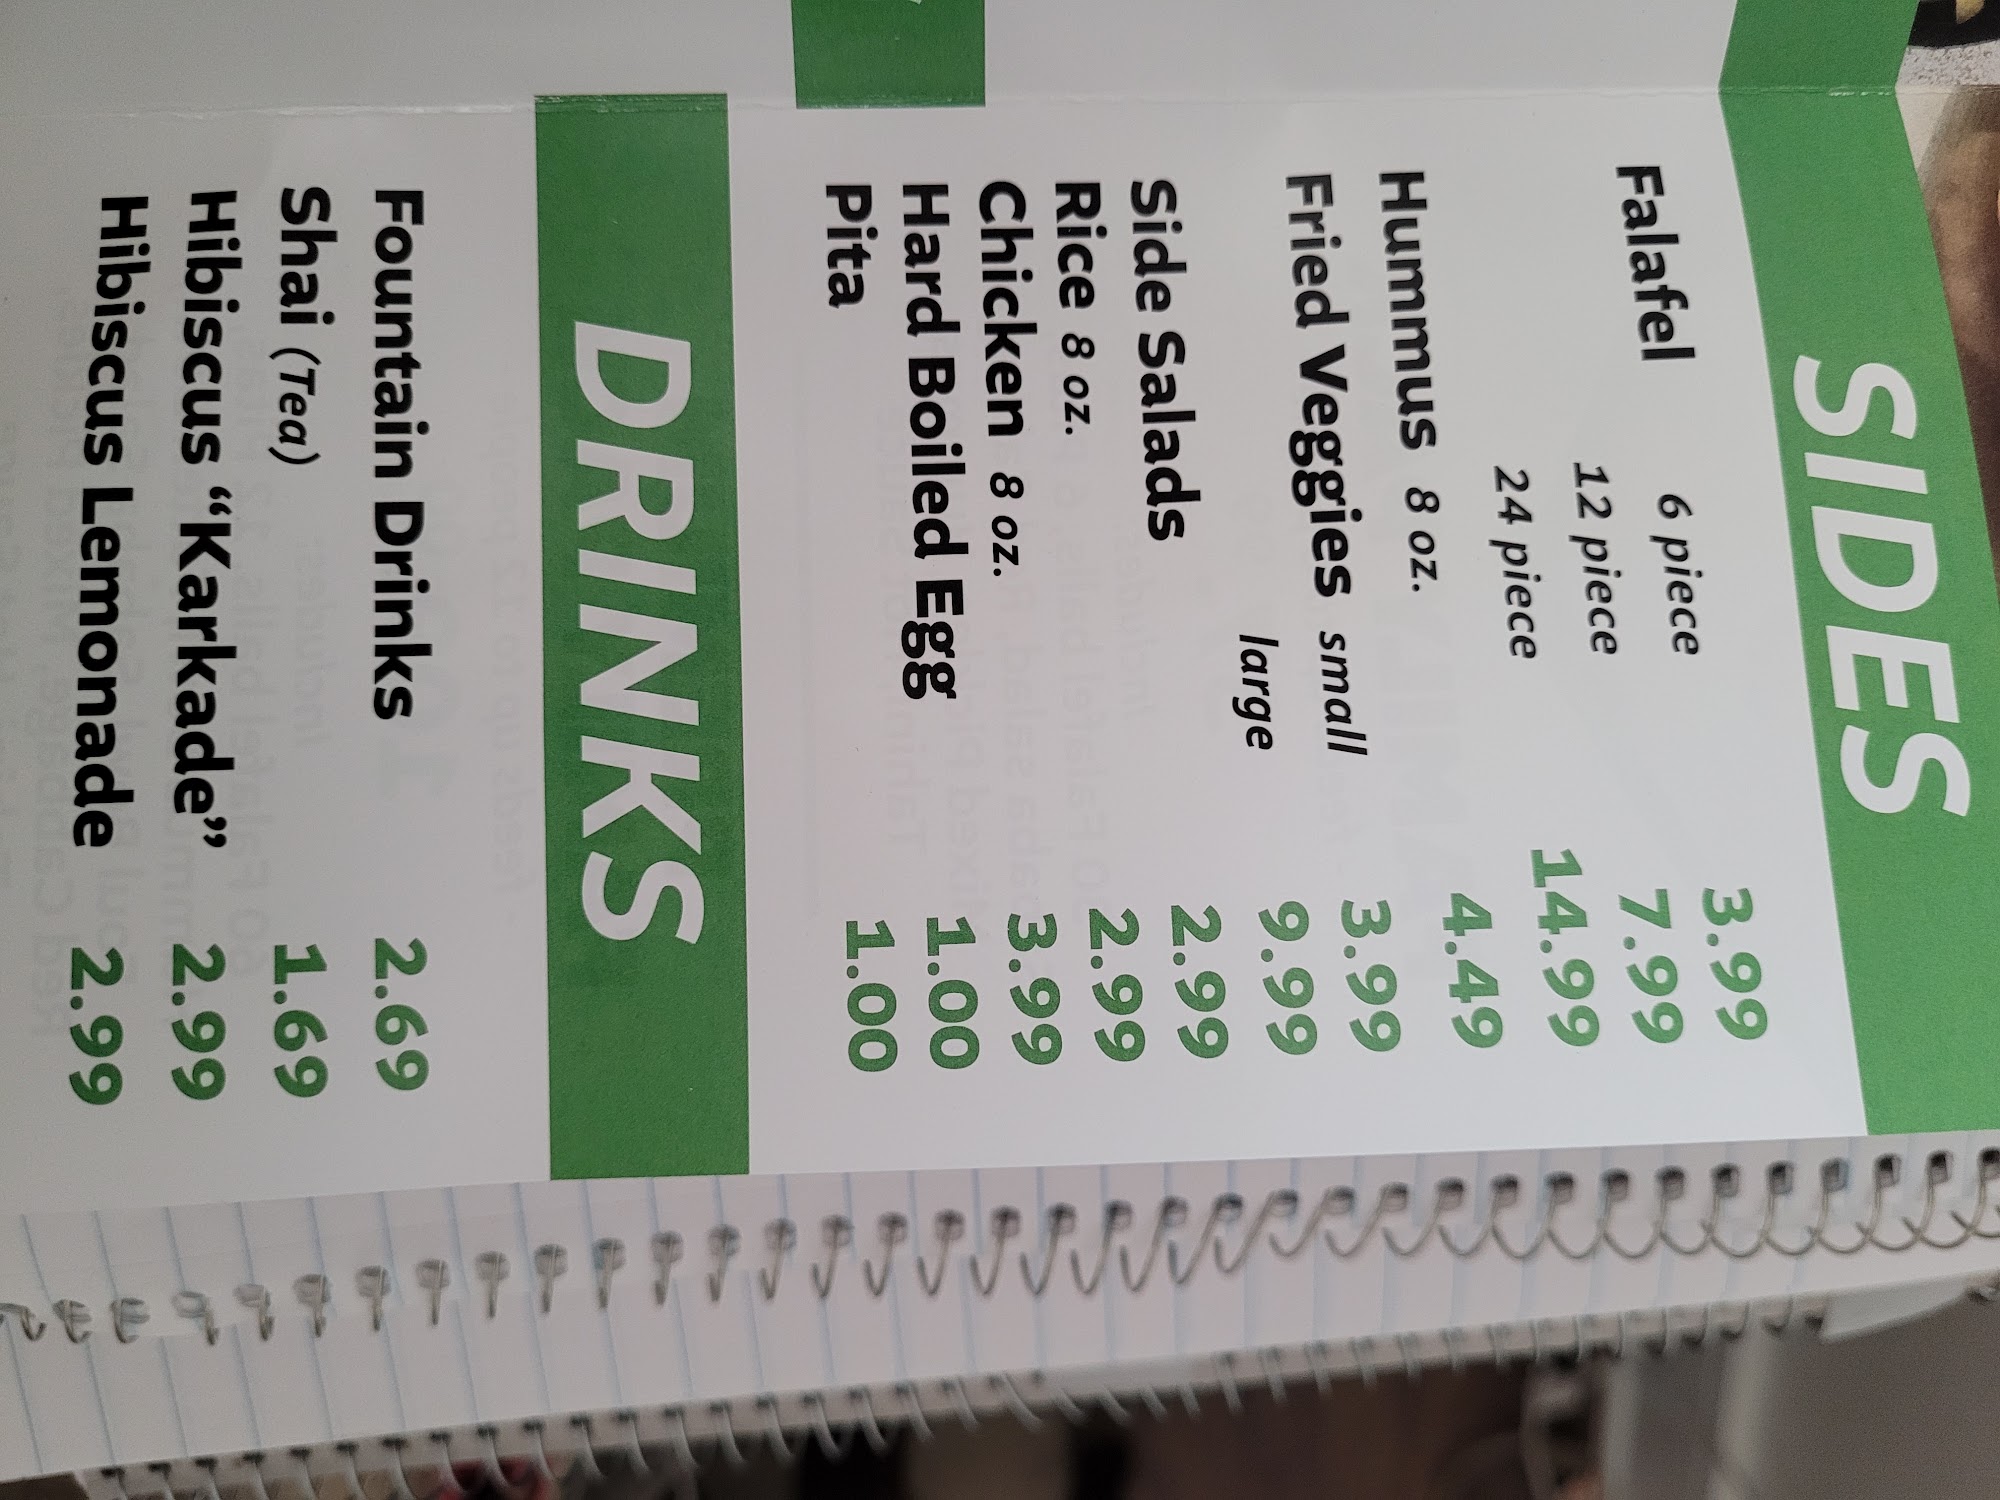 SIDES
Falafel 6 piece 3.99
12 piece 7.99
24 piece 14.99
Hummus 8 oz. 4.49
Fried Veggies small 3.99
large 9.99
Side Salads 2.99
Rice 8 oz. 2.99
Chicken 8 oz. 3.99
Hard Boiled Egg 1.00
Pita 1.00
DRINKS
Fountain Drinks 2.69
Shai (Tea) 1.69
Hibiscus “Karkade” 2.99
Hibiscus Lemonade 2.99